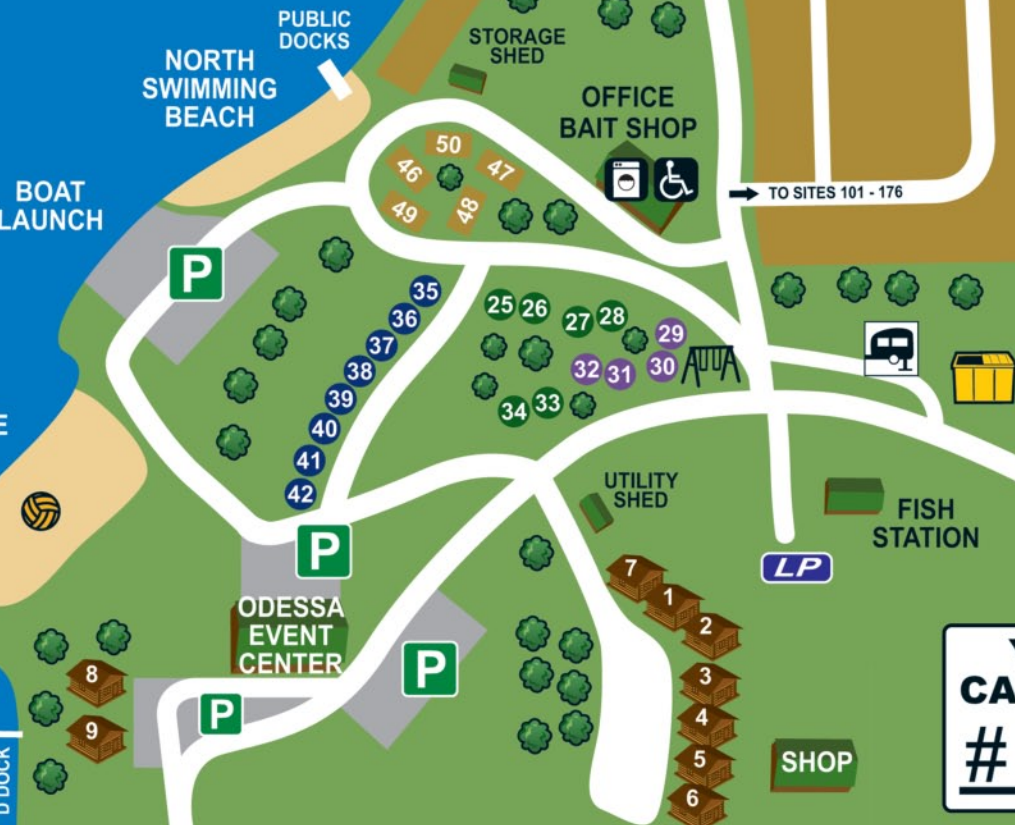 PUBLIC
DOCKS
STORAGE
SHED
NORTH
SWIMMING
BEACH
OFFICE
BAIT SHOP
50
46
47
49
48
BOAT
LAUNCH
TO SITES 101 - 176
P
35
36
37
38
39
40
41
42
25
26
27
28
29
30
31
32
33
34
E
UTILITY
SHED
FISH
STATION
LP
P
ODESSA
EVENT
CENTER
P
P
7
1
2
3
4
5
6
8
9
SHOP
CA
#
D DOCK